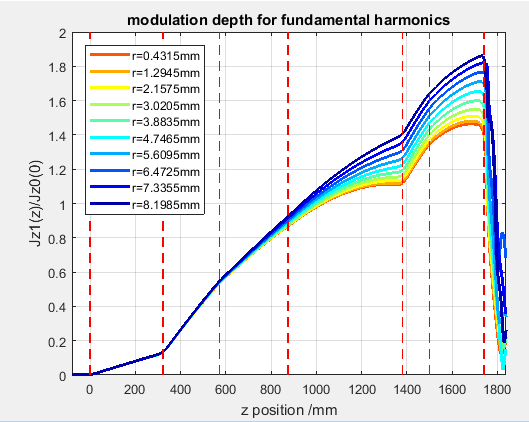 modulation depth for fundamental harmonics
2
1.8
1.6
1.4
1.2
1
0.8
0.6
0.4
0.2
0
Jz1(z)/Jz0(0)
r=0.4315mm
r=1.2945mm
r=2.1575mm
r=3.0205mm
r=3.8835mm
r=4.7465mm
r=5.6095mm
r=6.4725mm
r=7.3355mm
r=8.1985mm
0 200 400 600 800 1000 1200 1400 1600 1800
z position /mm